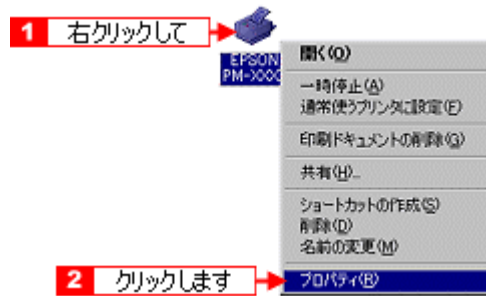 1 右クリックして
EPSON
PM-XXXX
開く(O)
一時停止(A)
通常使うプリンタに設定(F)
印刷ドキュメントの削除(G)
共有(H)...
ショートカットの作成(S)
削除(D)
名前の変更(M)
2 クリックします
プロパティ(R)